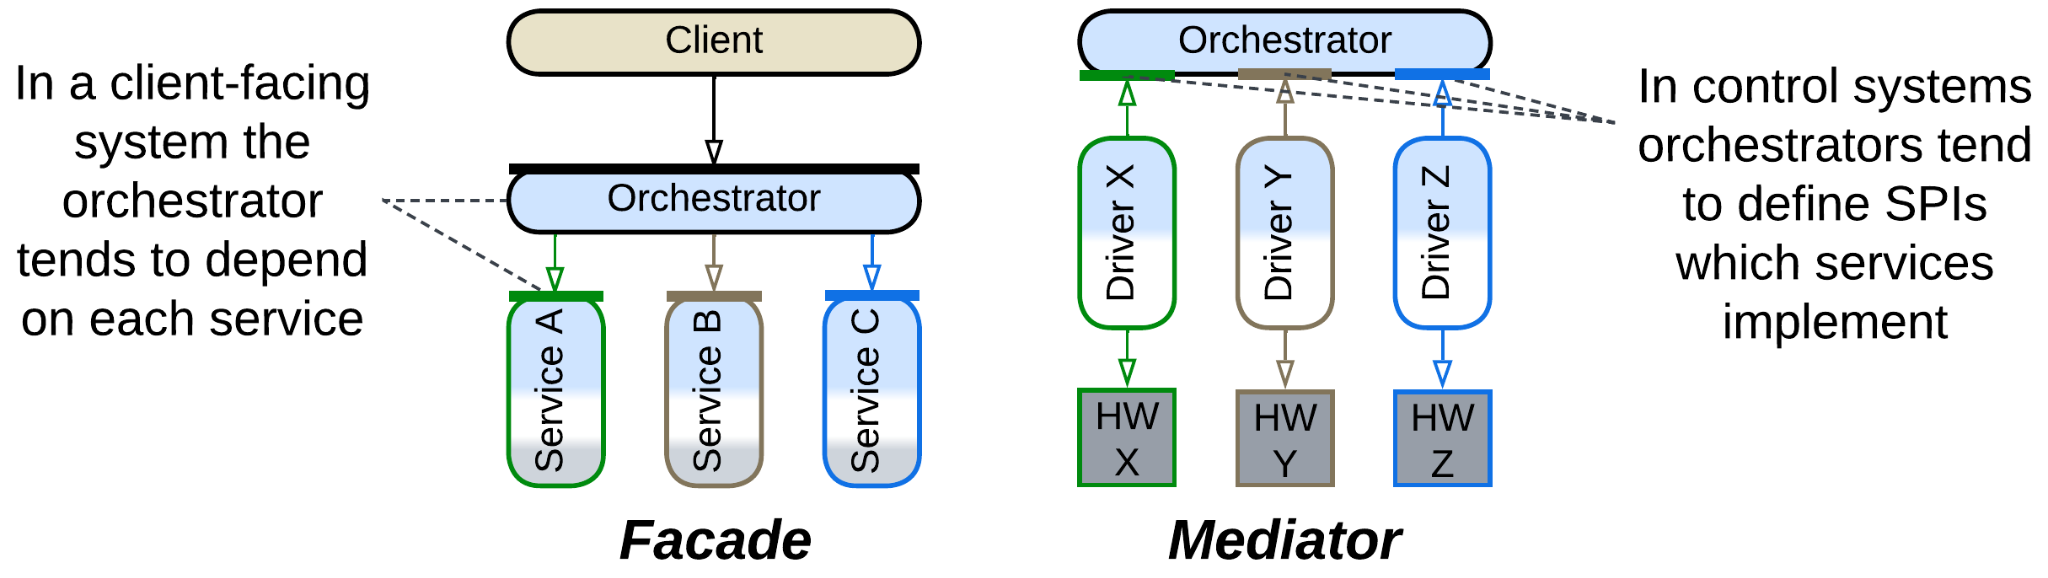 In a client-facing
system the
orchestrator
tends to depend
on each service
Client
Orchestrator
Service A
Service B
Service C
Facade
Orchestrator
Driver X
Driver Y
Driver Z
HW
X
HW
Y
HW
Z
Mediator
In control systems
orchestrators tend
to define SPIs
which services
implement